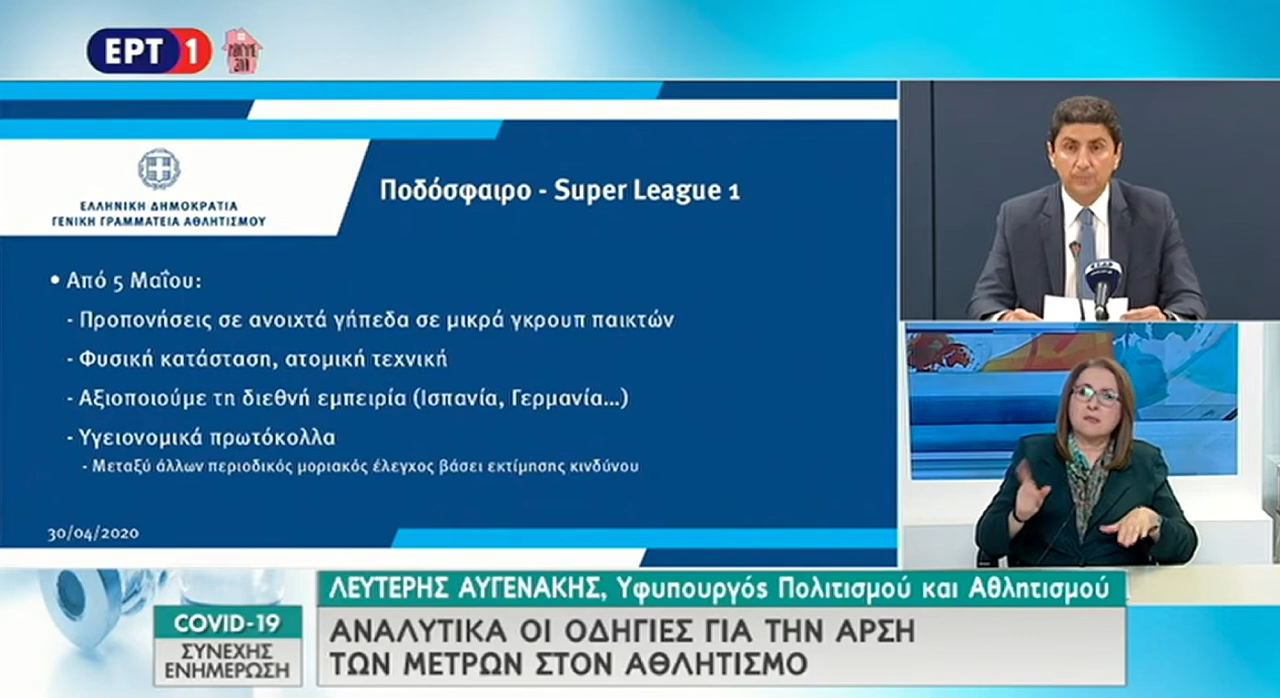 ΕΡΤ 1
ΕΛΛΗΝΙΚΗ ΔΗΜΟΚΡΑΤΙΑ
ΓΕΝΙΚΗ ΓΡΑΜΜΑΤΕΙΑ ΑΘΛΗΤΙΣΜΟΥ
Ποδόσφαιρο - Super League 1
• Από 5 Μαΐου:
- Προπονήσεις σε ανοιχτά γήπεδα σε μικρά γκρουπ παικτών
- Φυσική κατάσταση, ατομική τεχνική
- Αξιοποιούμε τη διεθνή εμπειρία (Ισπανία, Γερμανία...)
- Υγειονομικά πρωτόκολλα
- Μεταξύ άλλων περιοδικός μοριακός έλεγχος βάσει εκτίμησης κινδύνου
30/04/2020
ΛΕΥΤΕΡΗΣ ΑΥΓΕΝΑΚΗΣ, Υφυπουργός Πολιτισμού και Αθλητισμού
COVID-19
ΣΥΝΕΧΗΣ
ΕΝΗΜΕΡΩΣΗ
ΑΝΑΛΥΤΙΚΑ ΟΙ ΟΔΗΓΙΕΣ ΓΙΑ ΤΗΝ ΑΡΣΗ
ΤΩΝ ΜΕΤΡΩΝ ΣΤΟΝ ΑΘΛΗΤΙΣΜΟ